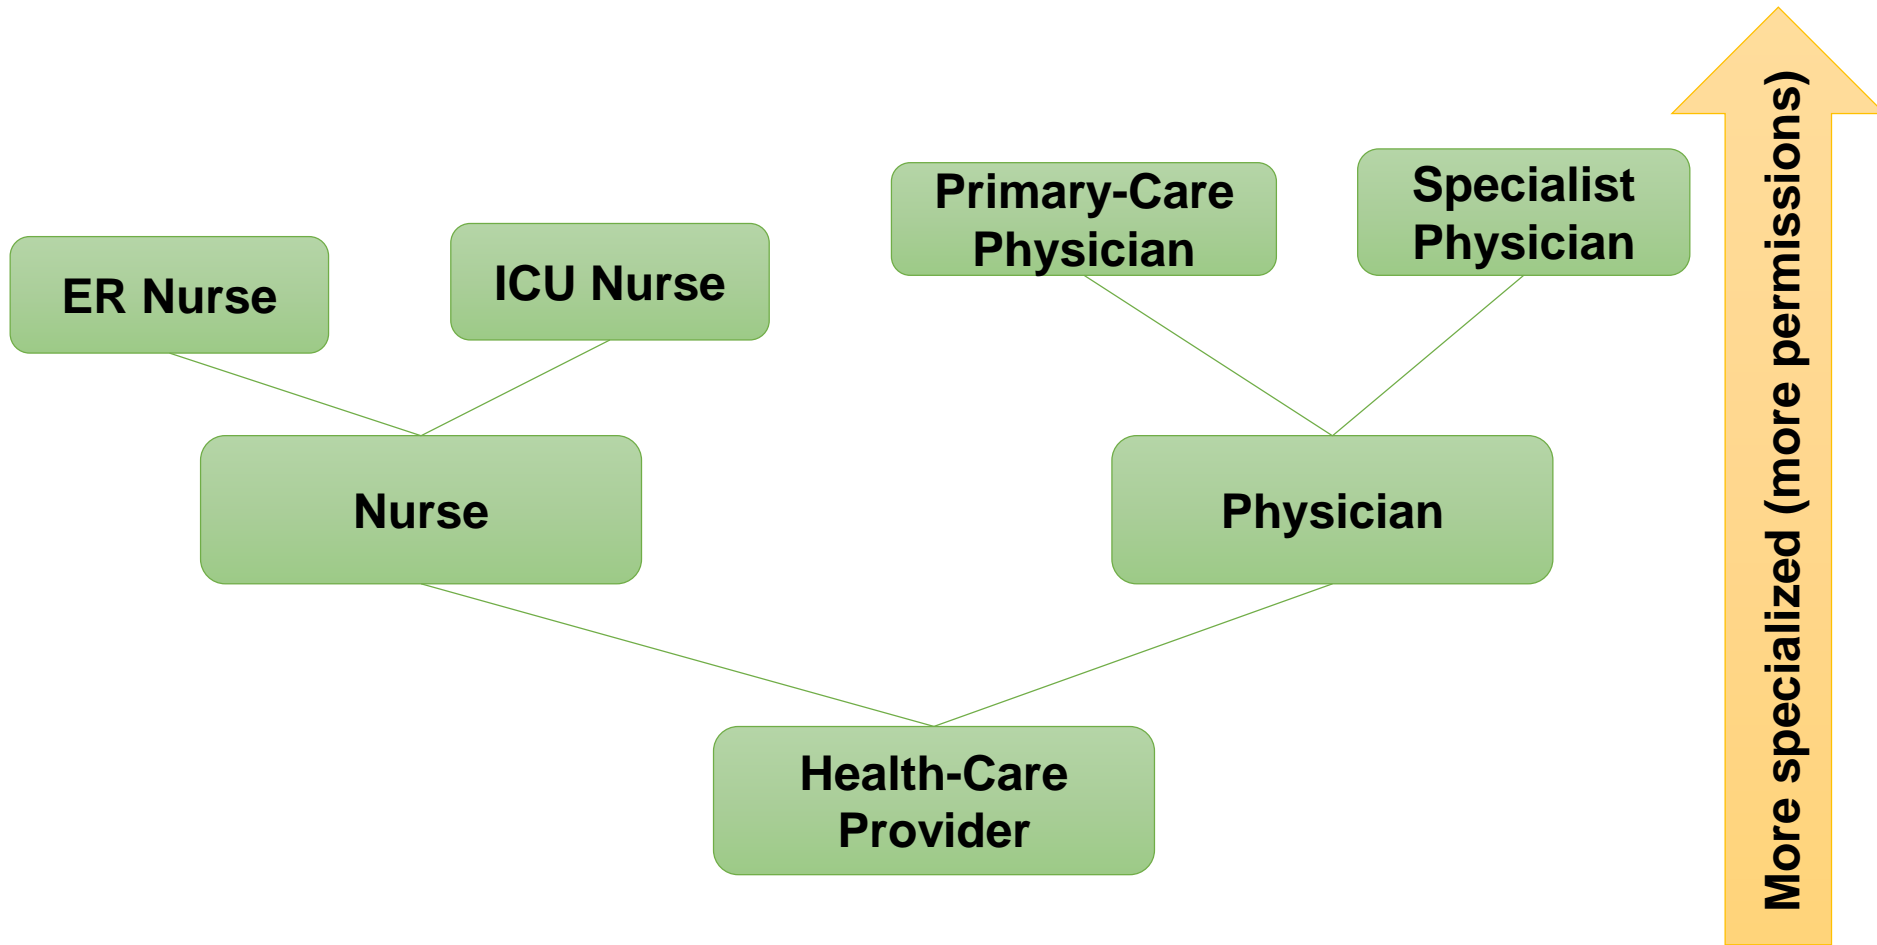 Primary-Care
Physician
Specialist
Physician
ER Nurse
ICU Nurse
Nurse
Physician
Health-Care
Provider
More specialized (more permissions)